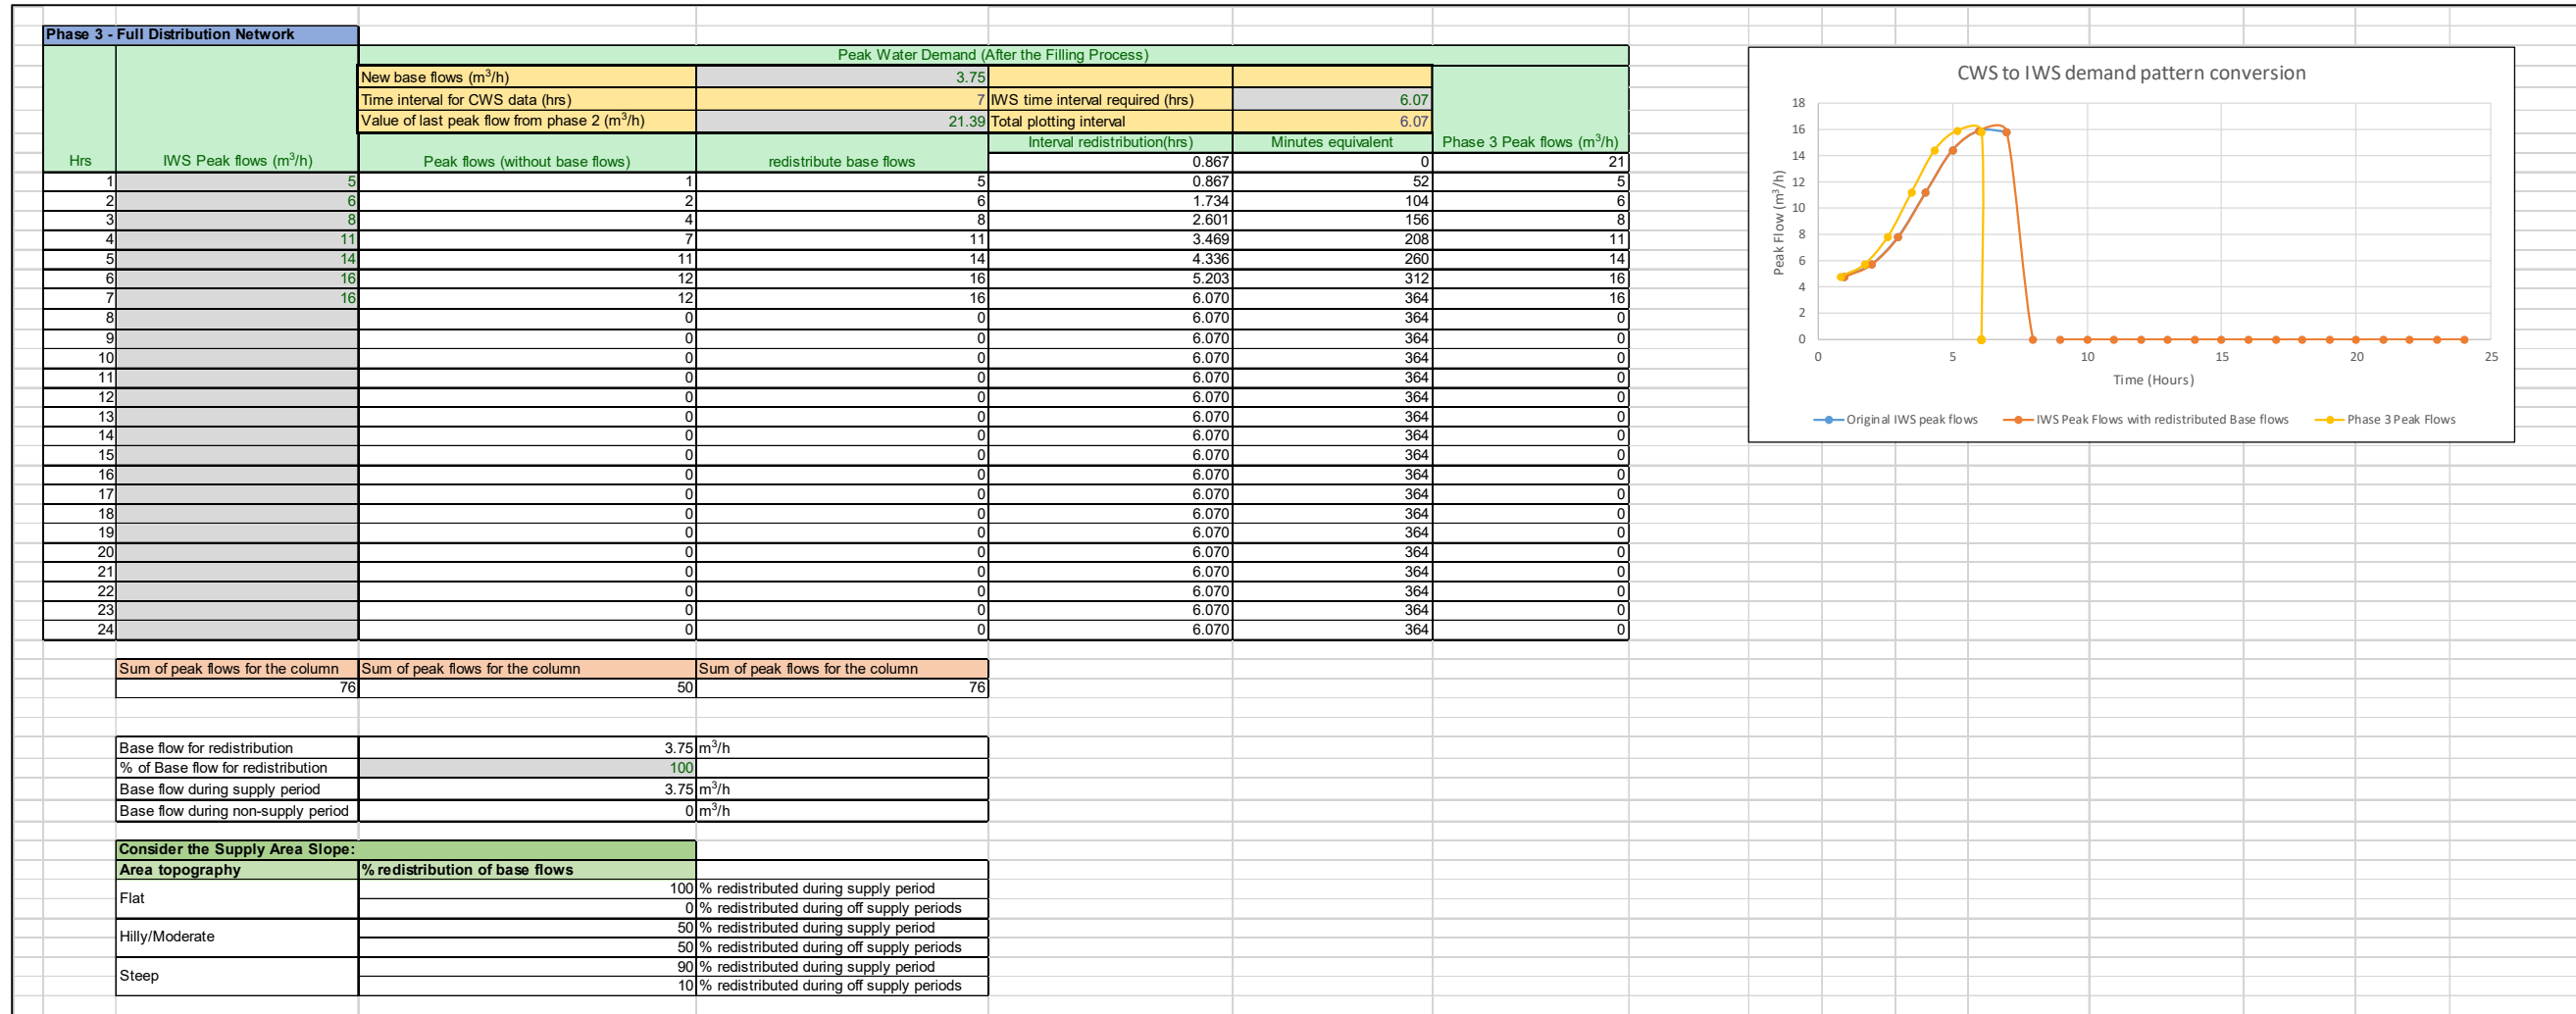 Phase 3 - Full Distribution Network
Peak Water Demand (After the Filling Process)
New base flows (m³/h) 3.75
Time interval for CWS data (hrs) 7 IWS time interval required (hrs) 6.07
Value of last peak flow from phase 2 (m³/h) 21.39 Total plotting interval 6.07
Hrs IWS Peak flows (m³/h) Peak flows (without base flows) redistribute base flows Interval redistribution(hrs) Minutes equivalent Phase 3 Peak flows (m³/h)
0.867 0 21
1 5 1 5 0.867 52 5
2 6 2 6 1.734 104 6
3 8 4 8 2.601 156 8
4 11 7 11 3.469 208 11
5 14 11 14 4.336 260 14
6 16 12 16 5.203 312 16
7 16 12 16 6.070 364 16
8 0 0 6.070 364 0
9 0 0 6.070 364 0
10 0 0 6.070 364 0
11 0 0 6.070 364 0
12 0 0 6.070 364 0
13 0 0 6.070 364 0
14 0 0 6.070 364 0
15 0 0 6.070 364 0
16 0 0 6.070 364 0
17 0 0 6.070 364 0
18 0 0 6.070 364 0
19 0 0 6.070 364 0
20 0 0 6.070 364 0
21 0 0 6.070 364 0
22 0 0 6.070 364 0
23 0 0 6.070 364 0
24 0 0 6.070 364 0
Sum of peak flows for the column Sum of peak flows for the column Sum of peak flows for the column
76 50 76
Base flow for redistribution 3.75 m³/h
% of Base flow for redistribution 100
Base flow during supply period 3.75 m³/h
Base flow during non-supply period 0 m³/h
Consider the Supply Area Slope:
Area topography % redistribution of base flows
Flat
100 % redistributed during supply period
0 % redistributed during off supply periods
Hilly/Moderate
50 % redistributed during supply period
50 % redistributed during off supply periods
Steep
90 % redistributed during supply period
10 % redistributed during off supply periods
CWS to IWS demand pattern conversion
Peak Flow (m³/h)
18
16
14
12
10
8
6
4
2
0
0 5 10 15 20 25
Time (Hours)
Original IWS peak flows IWS Peak Flows with redistributed Base flows Phase 3 Peak Flows